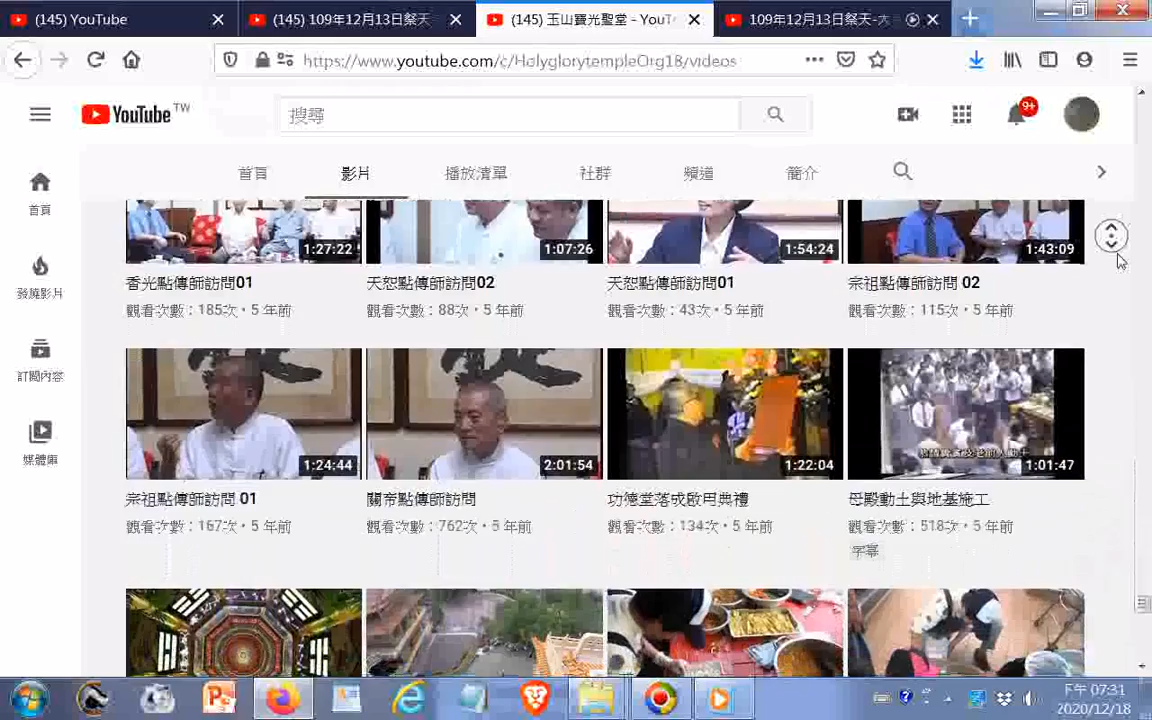 (145) YouTube
(145) 109年12月13日祭天
(145) 玉山寶光聖堂 - YouT
109年12月13日祭天-大
https://www.youtube.com/c/HolyglorytempleOrg18/videos
YouTube TW
搜尋
9+
首頁
影片
播放清單
社群
頻道
簡介
首頁
發燒影片
訂閱內容
媒體庫
1:27:22
1:07:26
1:54:24
1:43:09
香光點傳師訪問01
天恕點傳師訪問02
天恕點傳師訪問01
宗祖點傳師訪問 02
觀看次數：185次・5 年前
觀看次數：88次・5 年前
觀看次數：43次・5 年前
觀看次數：115次・5 年前
1:24:44
2:01:54
1:22:04
1:01:47
宗祖點傳師訪問 01
關帝點傳師訪問
功德堂落成啟用典禮
母殿動土與地基施工
觀看次數：167次・5 年前
觀看次數：762次・5 年前
觀看次數：134次・5 年前
觀看次數：518次・5 年前
字幕
下午 07:31
2020/12/18